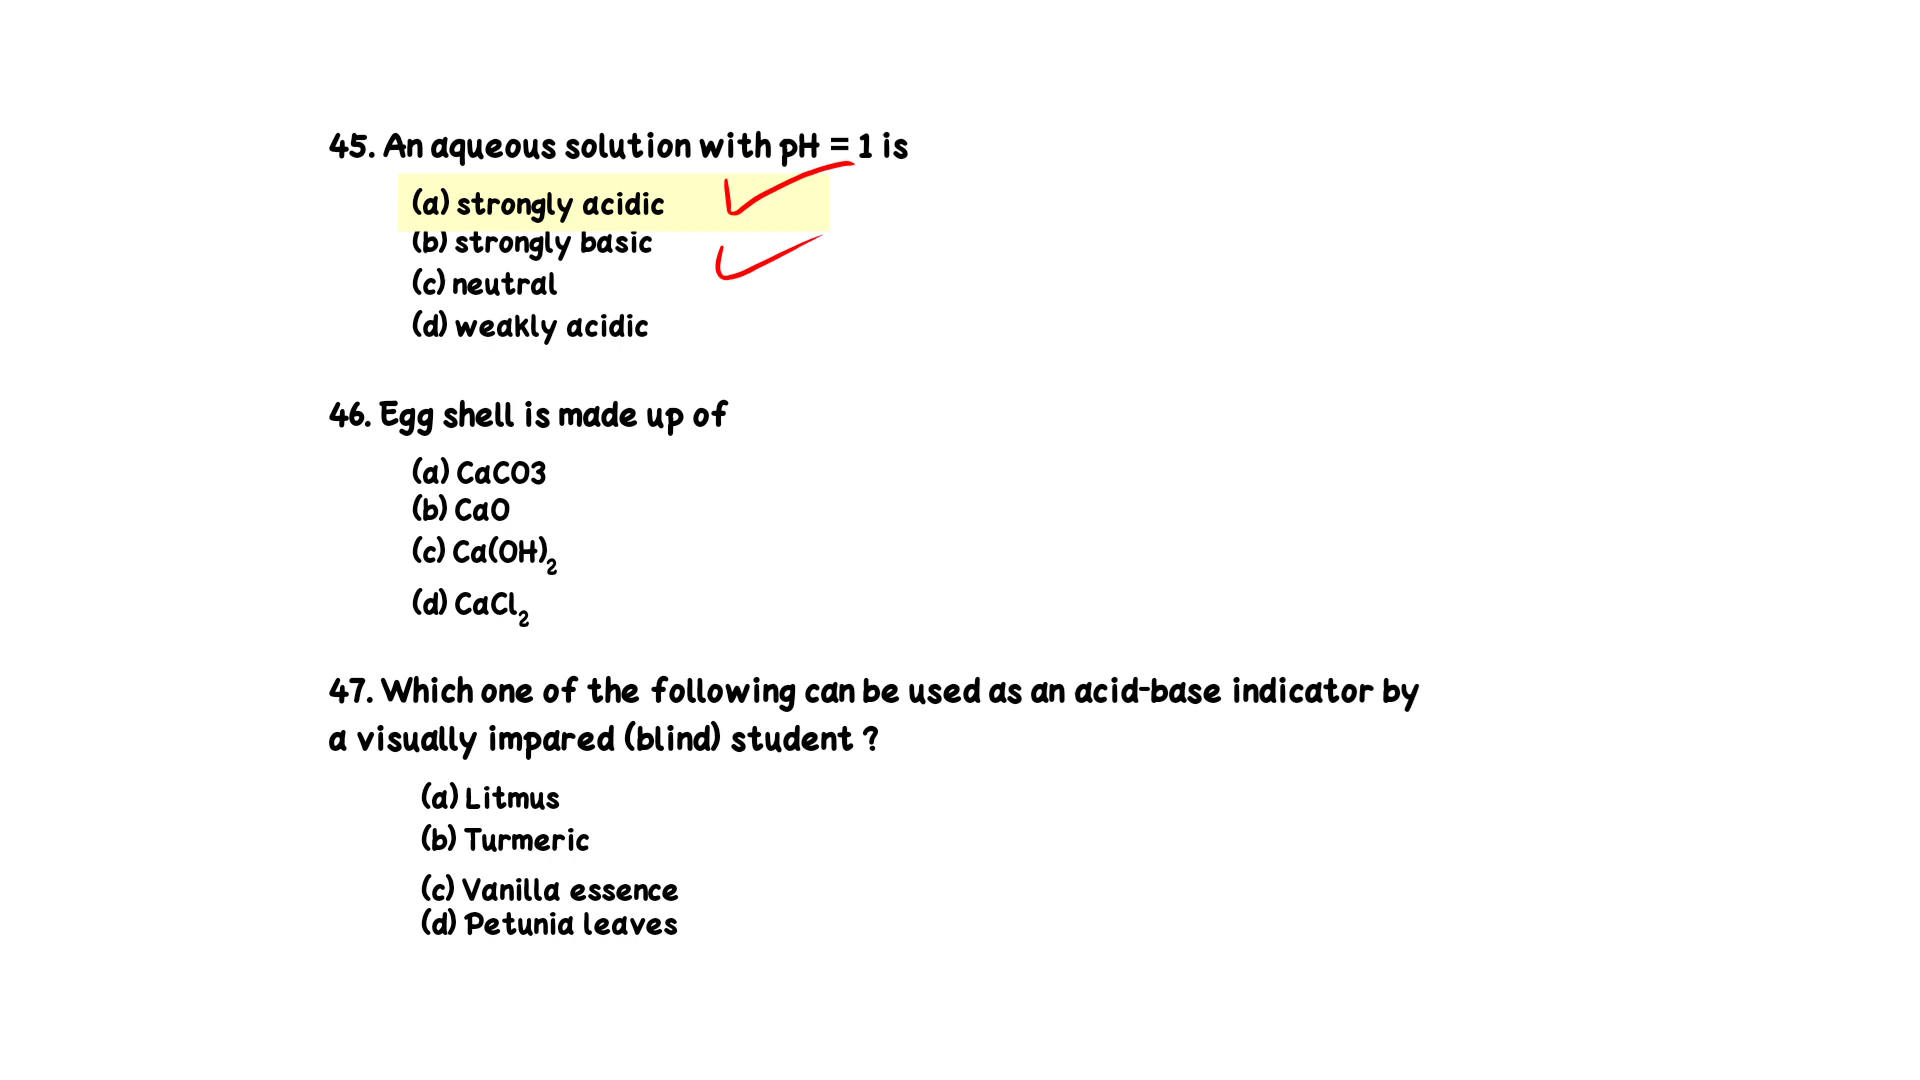 45. An aqueous solution with pH = 1 is
(a) strongly acidic
(b) strongly basic
(c) neutral
(d) weakly acidic
46. Egg shell is made up of
(a) CaCO3
(b) CaO
(c) Ca(OH)₂
(d) CaCl₂
47. Which one of the following can be used as an acid-base indicator by
a visually impared (blind) student ?
(a) Litmus
(b) Turmeric
(c) Vanilla essence
(d) Petunia leaves